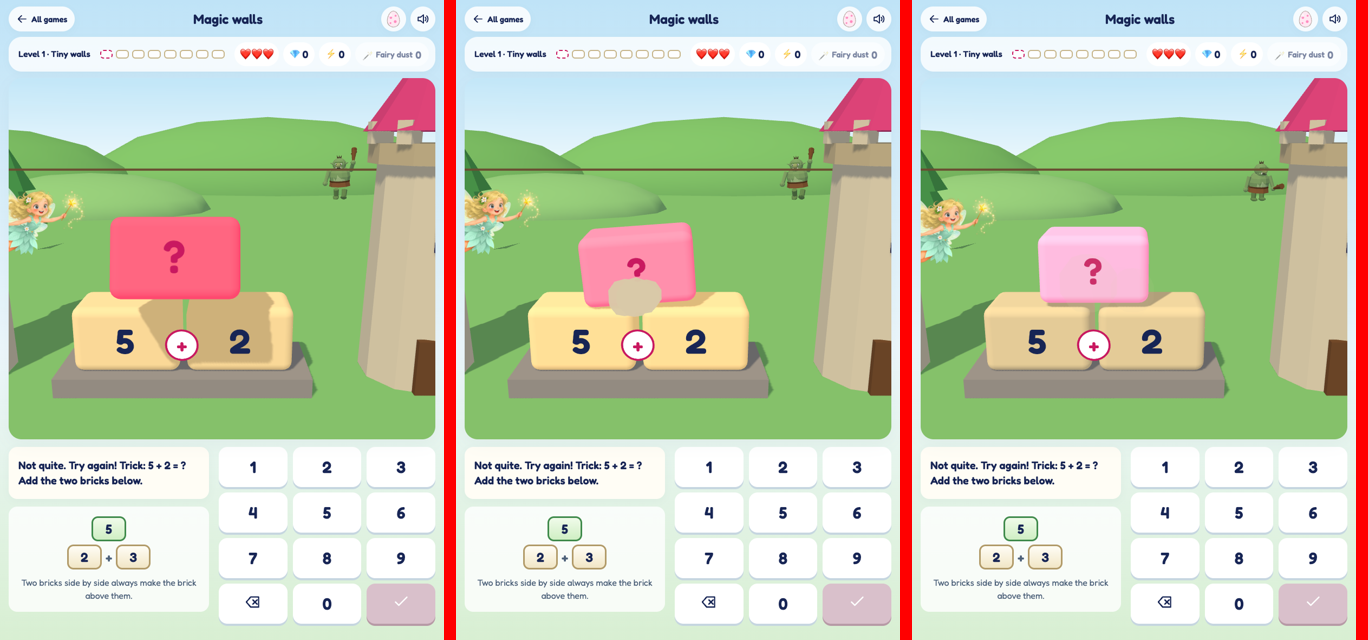 All games
Magic walls
Level 1 · Tiny walls
0
0
Fairy dust 0
?
5
+
2
Not quite. Try again! Trick: 5 + 2 = ?
Add the two bricks below.
5
2 + 3
Two bricks side by side always make the brick
above them.
1 2 3
4 5 6
7 8 9
0
All games
Magic walls
Level 1 · Tiny walls
0
0
Fairy dust 0
?
5
+
2
Not quite. Try again! Trick: 5 + 2 = ?
Add the two bricks below.
5
2 + 3
Two bricks side by side always make the brick
above them.
1 2 3
4 5 6
7 8 9
0
All games
Magic walls
Level 1 · Tiny walls
0
0
Fairy dust 0
?
5
+
2
Not quite. Try again! Trick: 5 + 2 = ?
Add the two bricks below.
5
2 + 3
Two bricks side by side always make the brick
above them.
1 2 3
4 5 6
7 8 9
0